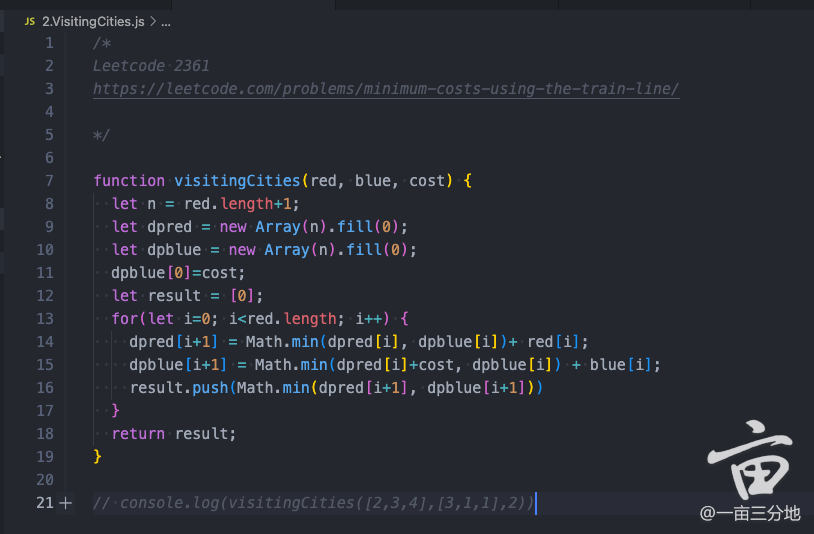 JS 2.VisitingCities.js > ...
1 /*
2 Leetcode 2361
3 https://leetcode.com/problems/minimum-costs-using-the-train-line/
4
5 */
6
7 function visitingCities(red, blue, cost) {
8 let n = red.length+1;
9 let dpred = new Array(n).fill(0);
10 let dpblue = new Array(n).fill(0);
11 dpblue[0]=cost;
12 let result = [0];
13 for(let i=0; i<red.length; i++) {
14 dpred[i+1] = Math.min(dpred[i], dpblue[i])+ red[i];
15 dpblue[i+1] = Math.min(dpred[i]+cost, dpblue[i]) + blue[i];
16 result.push(Math.min(dpred[i+1], dpblue[i+1]))
17 }
18 return result;
19 }
20
21 // console.log(visitingCities([2,3,4],[3,1,1],2))
亩
@一亩三分地